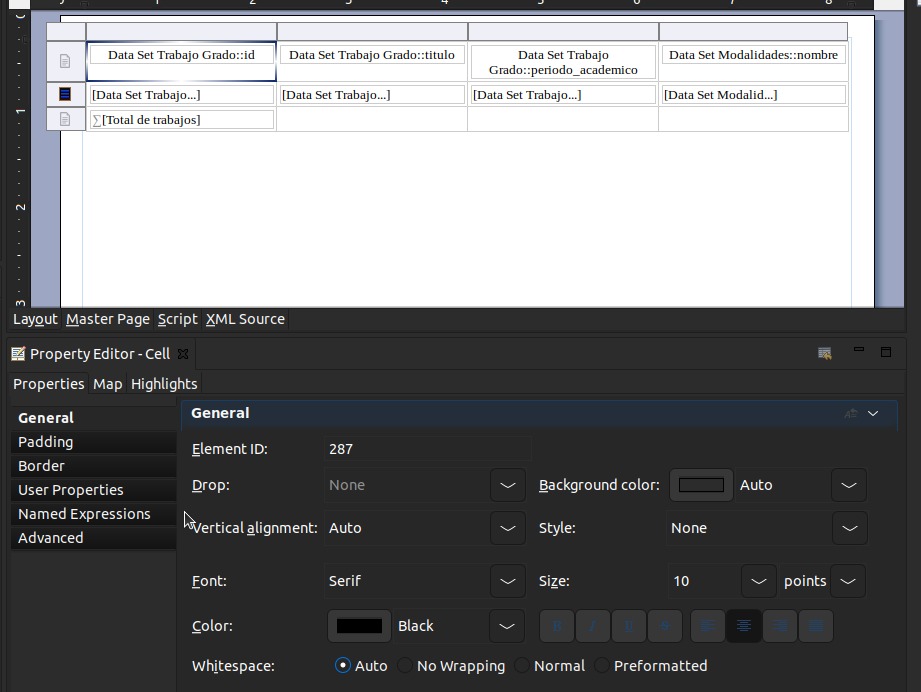 2
8
Data Set Trabajo Grado::id
Data Set Trabajo Grado::titulo
Data Set Trabajo
Grado::periodo_academico
Data Set Modalidades::nombre
[Data Set Trabajo...]
[Data Set Trabajo...]
[Data Set Trabajo...]
[Data Set Modalid...]
∑[Total de trabajos]
1
2
3
Layout Master Page Script XML Source
Property Editor - Cell
Properties Map Highlights
General
Padding
Border
User Properties
Named Expressions
Advanced
General
Element ID: 287
Drop: None Background color: Auto
Vertical alignment: Auto Style: None
Font: Serif Size: 10 points
Color: Black B I U S
Whitespace: Auto No Wrapping Normal Preformatted